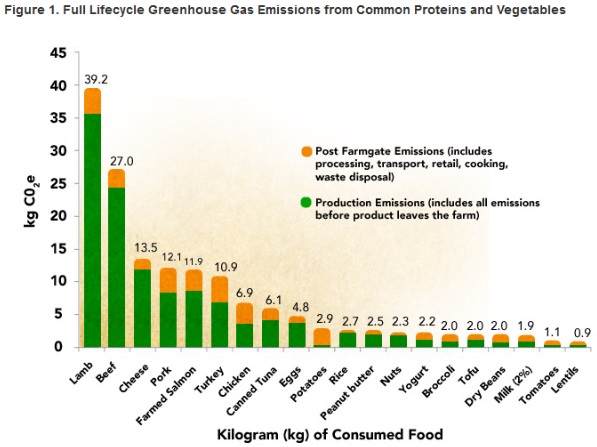 Figure 1. Full Lifecycle Greenhouse Gas Emissions from Common Proteins and Vegetables
45
40
35
30
25
20
15
10
5
0
kg C0₂e
39.2
27.0
13.5
12.1
11.9
10.9
6.9
6.1
4.8
2.9
2.7
2.5
2.3
2.2
2.0
2.0
2.0
1.9
1.1
0.9
Post Farmgate Emissions (includes
processing, transport, retail, cooking,
waste disposal)
Production Emissions (includes all emissions
before product leaves the farm)
Lamb
Beef
Cheese
Pork
Farmed Salmon
Turkey
Chicken
Canned Tuna
Eggs
Potatoes
Rice
Peanut butter
Nuts
Yogurt
Broccoli
Tofu
Dry Beans
Milk (2%)
Tomatoes
Lentils
Kilogram (kg) of Consumed Food